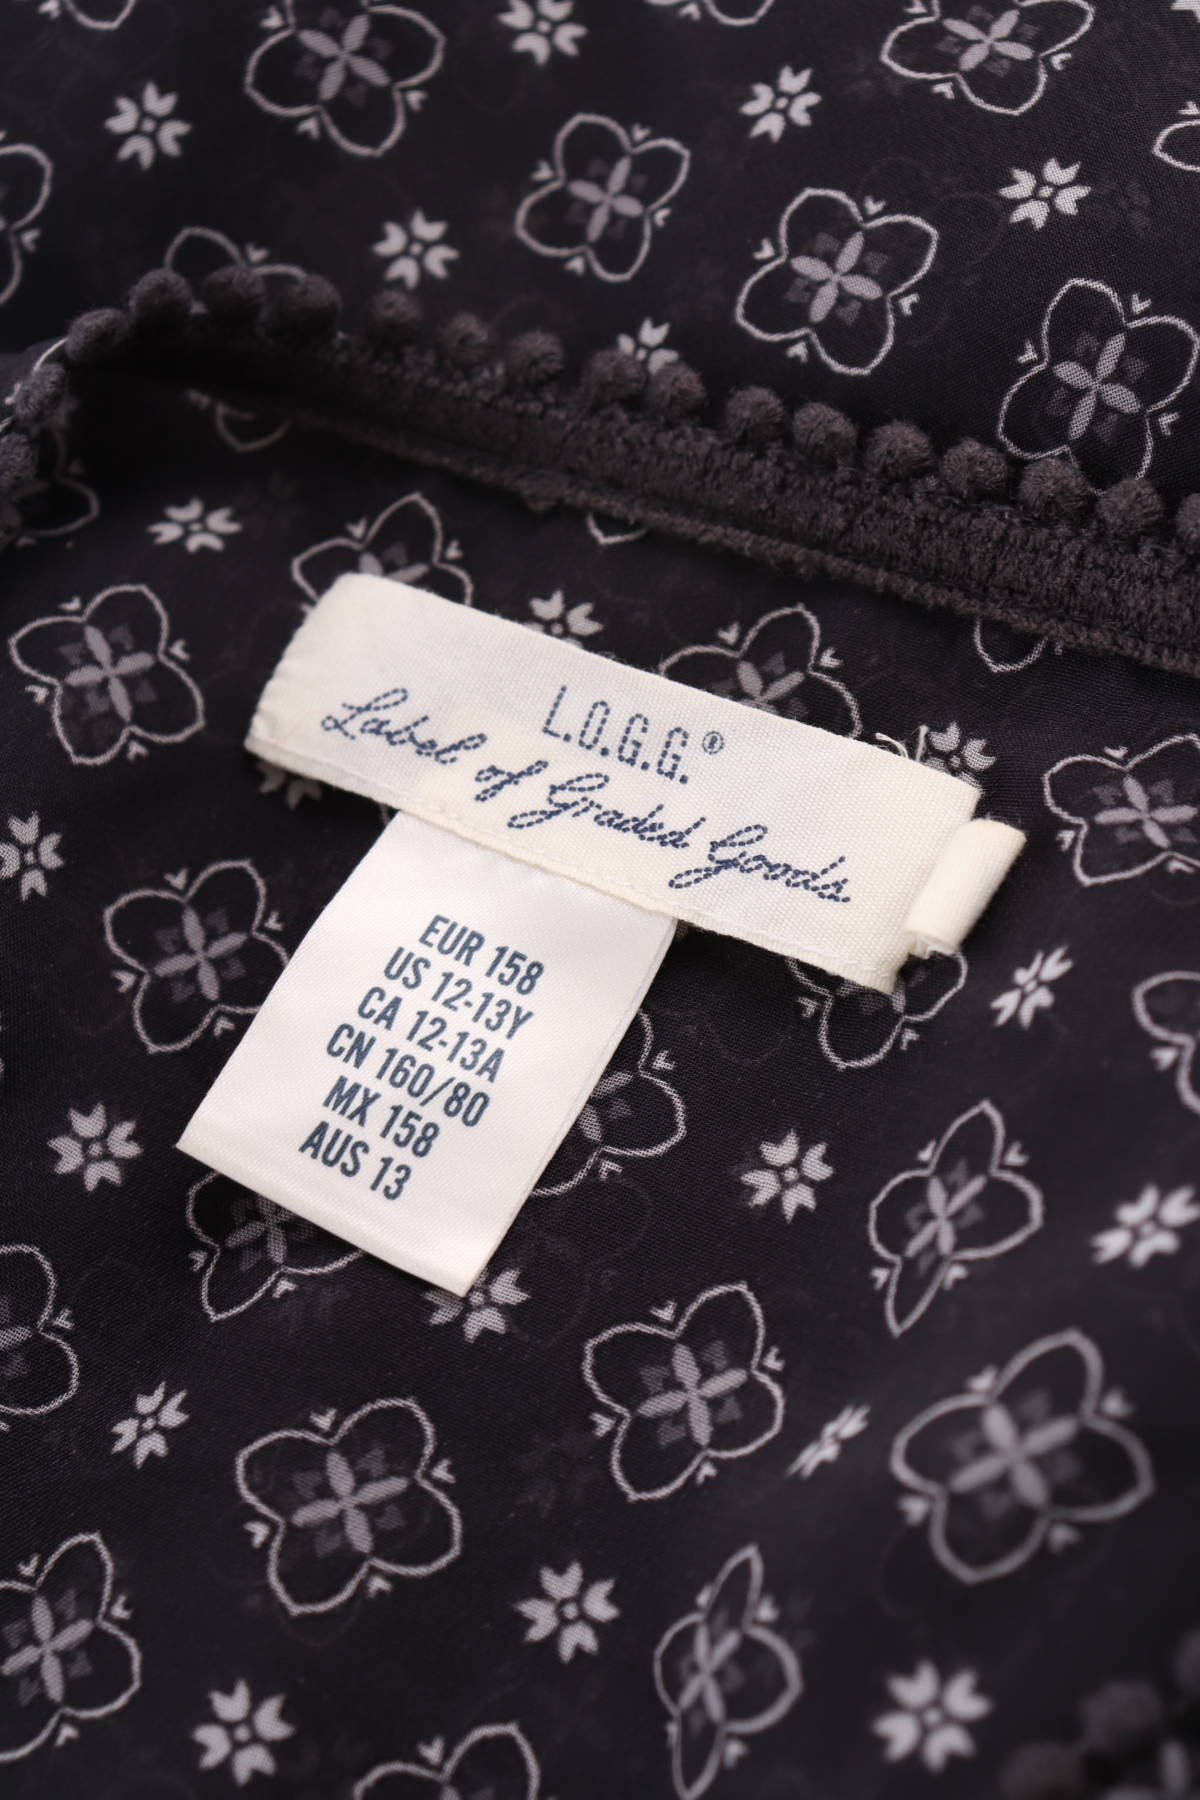 L.O.G.G.®
Label of Graded Goods
EUR 158
US 12-13Y
CA 12-13A
CN 160/80
MX 158
AUS 13